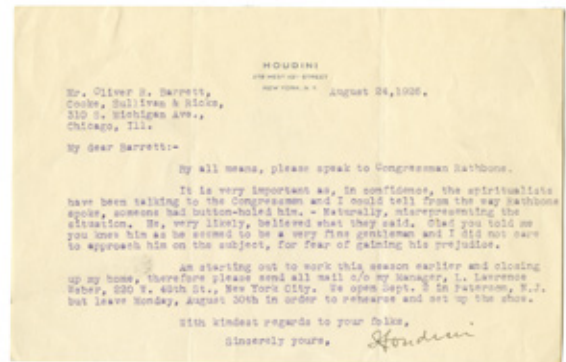 HOUDINI
278 WEST 113th STREET
NEW YORK, N. Y.
August 24, 1926.
Mr. Oliver R. Barrett,
Cooke, Sullivan & Ricks,
310 S. Michigan Ave.,
Chicago, Ill.
My dear Barrett:-
By all means, please speak to Congressman Rathbone.
It is very important as, in confidence, the spiritualists
have been talking to the Congressman and I could tell from the way Rathbone
spoke, someone had button-holed him. - Naturally, misrepresenting the
situation. He, very likely, believed what they said. Glad you told me
you knew him as he seemed to be a very fine gentleman and I did not care
to approach him on the subject, for fear of gaining his prejudice.
Am starting out to work this season earlier and closing
up my home, therefore please send all mail c/o my Manager, L. Lawrence
Weber, 220 W. 48th St., New York City. We open Sept. in Paterson, N.J.
but leave Monday, August 30th in order to rehearse and set up the show.
With kindest regards to your folks,
Sincerely yours,
Houdini